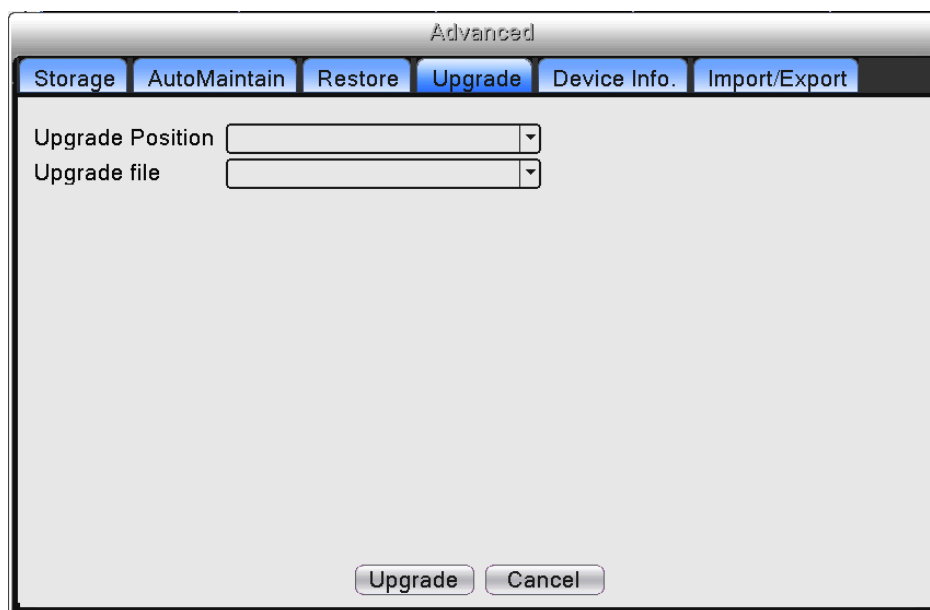 Advanced
Storage AutoMaintain Restore Upgrade Device Info. Import/Export
Upgrade Position
Upgrade file
Upgrade Cancel